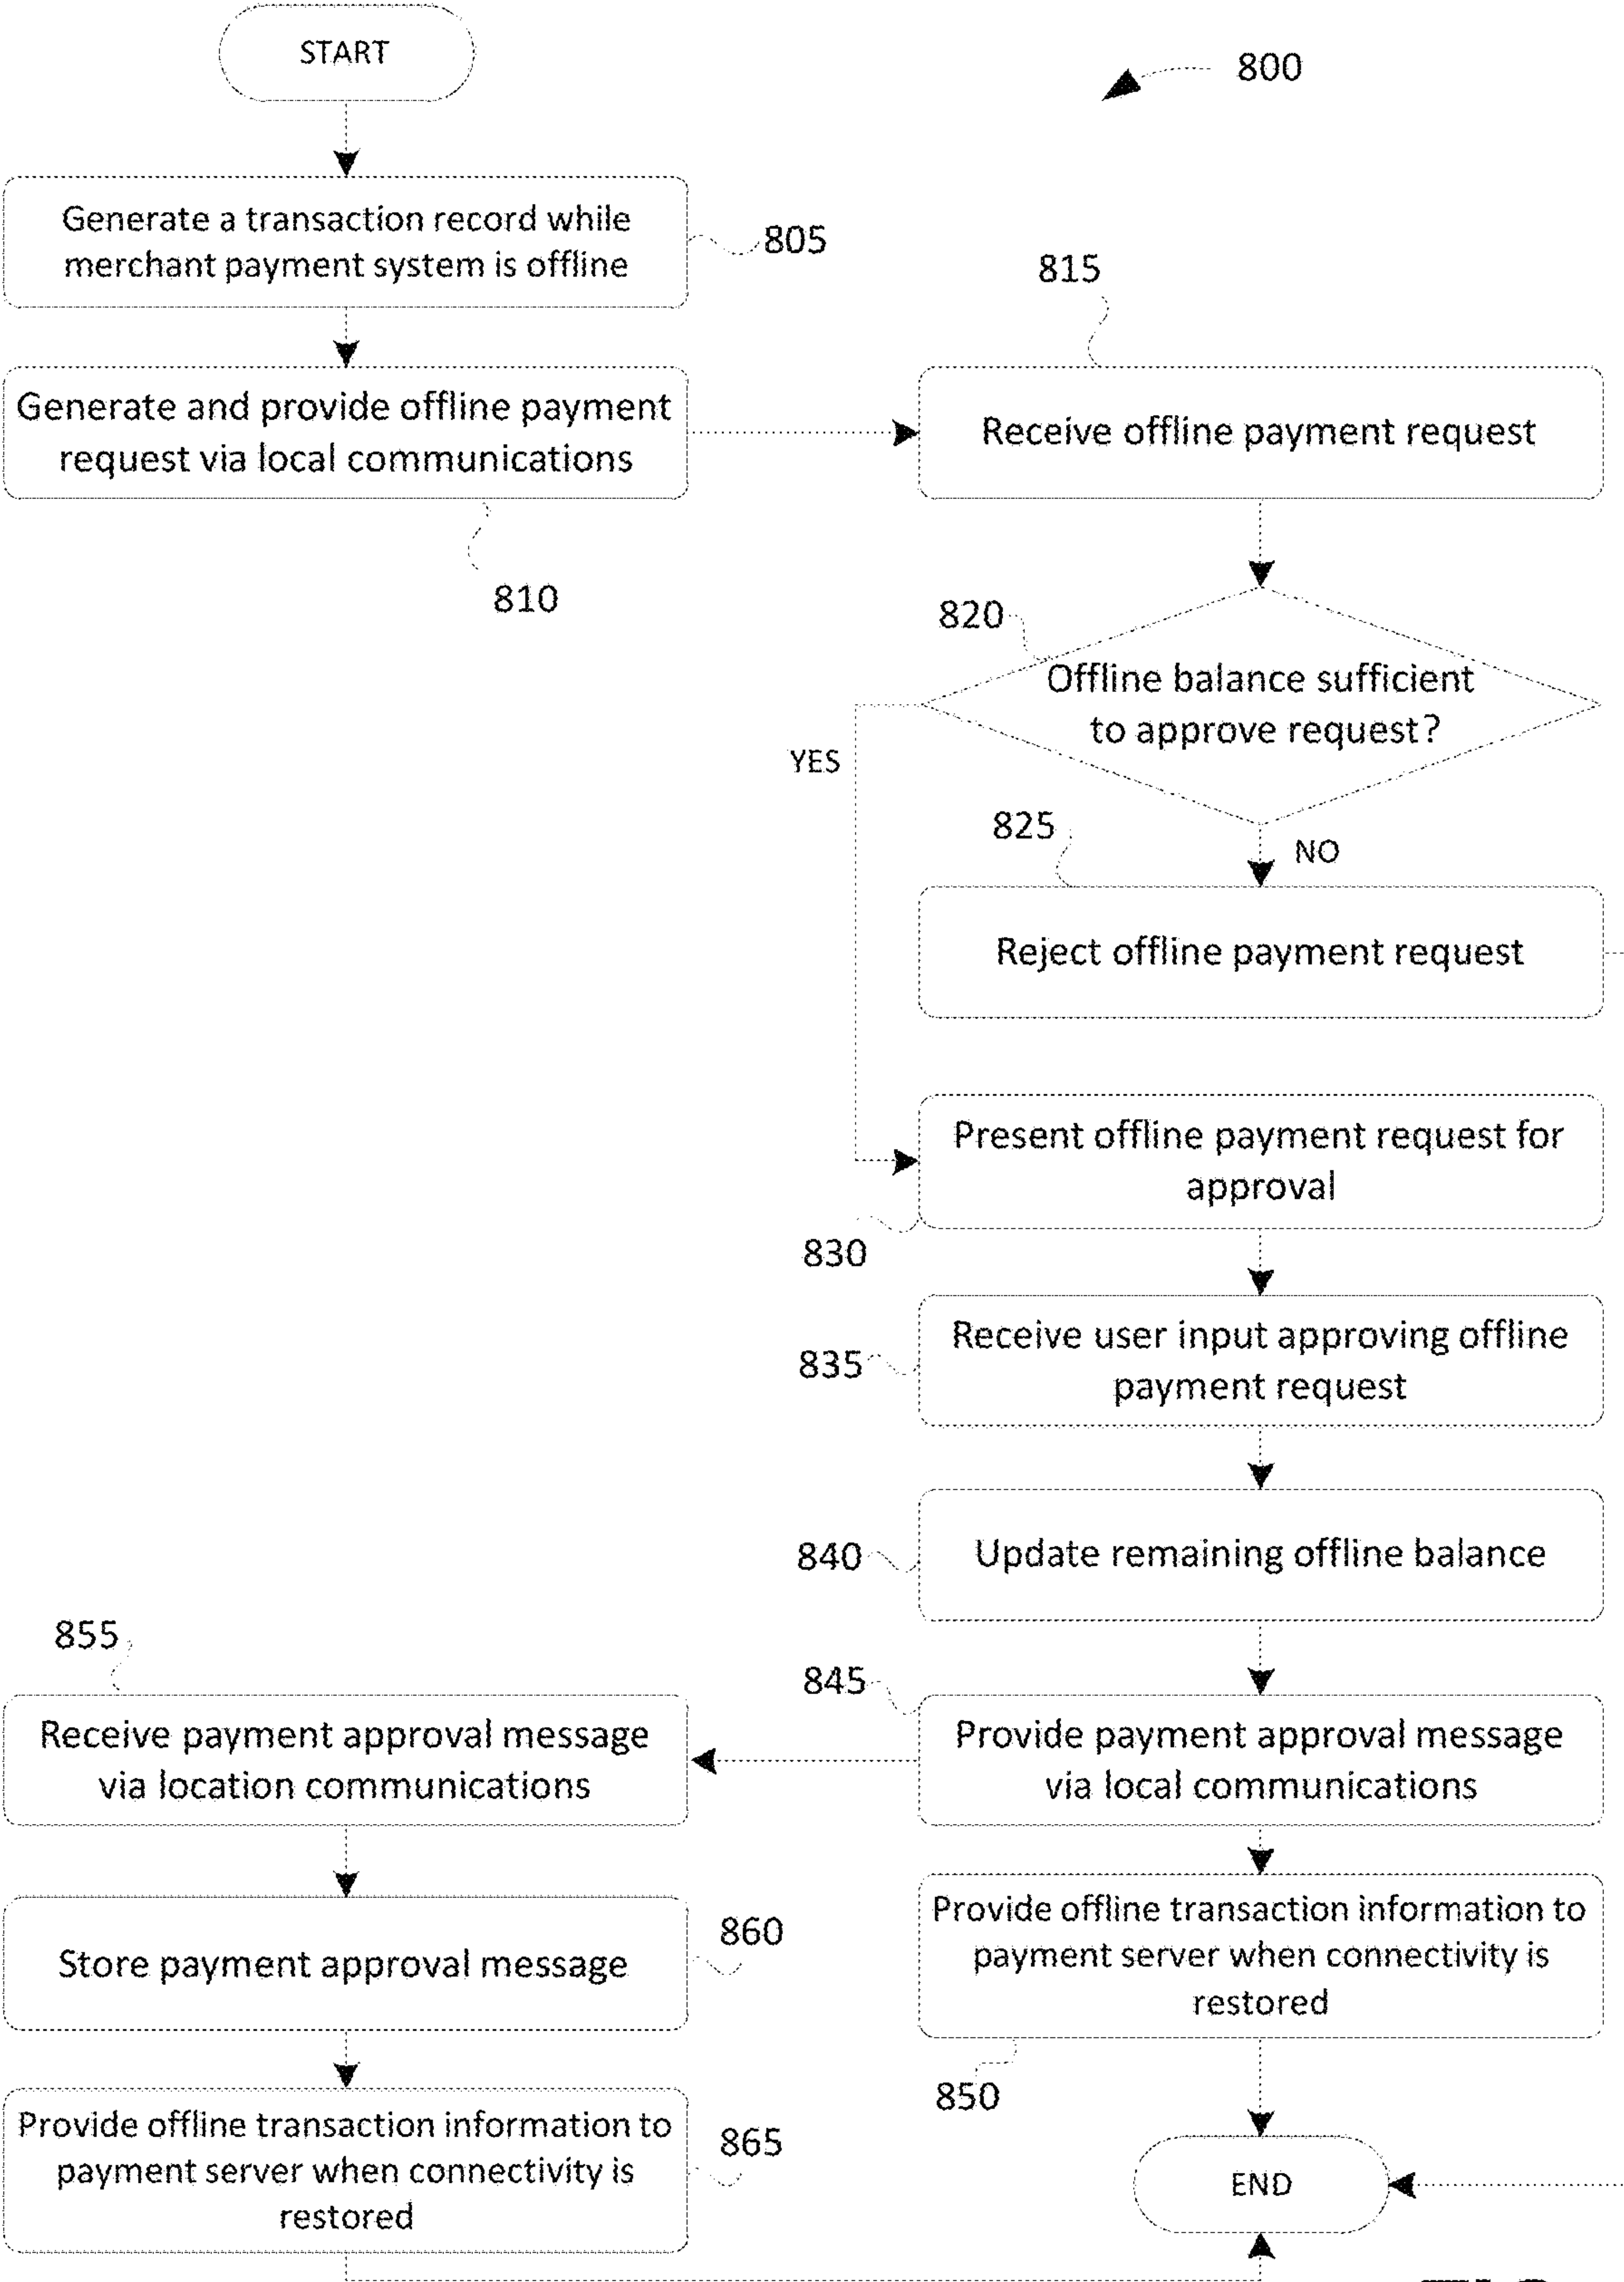 START
800
Generate a transaction record while
merchant payment system is offline
805
815
Generate and provide offline payment
request via local communications
Receive offline payment request
810
820
Offline balance sufficient
to approve request?
YES
825
NO
Reject offline payment request
Present offline payment request for
approval
830
Receive user input approving offline
payment request
835
Update remaining offline balance
840
855
845
Receive payment approval message
via location communications
Provide payment approval message
via local communications
Store payment approval message
860
Provide offline transaction information to
payment server when connectivity is
restored
850
Provide offline transaction information to
payment server when connectivity is
restored
865
END